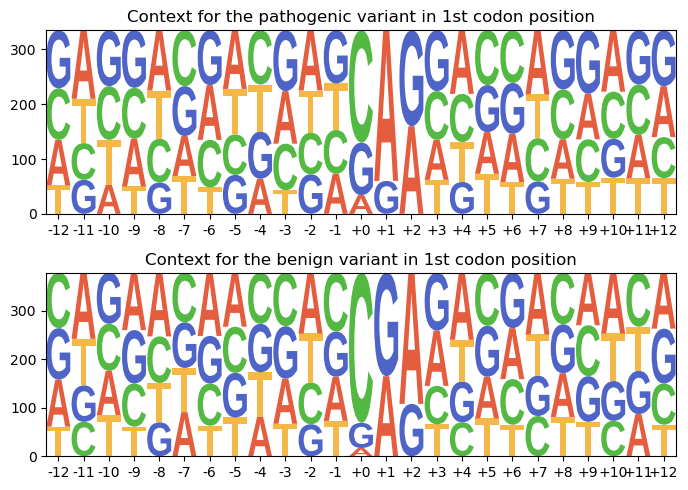 Context for the pathogenic variant in 1st codon position
300
200
100
0
G A G G A C G A C G A G C A G G A C C A G G A G G
C T C C T G A T T A T T G G A C C G G T C A C C A
A C T A C A C C G C C C A A T A A C A C G A C
T G A T G T T G A T G A T G T T G T T T T T
-12 -11 -10 -9 -8 -7 -6 -5 -4 -3 -2 -1 +0 +1 +2 +3 +4 +5 +6 +7 +8 +9 +10 +11 +12
Context for the benign variant in 1st codon position
300
200
100
0
C A G A A C A A C C A C C G A G A C G A G A A C A
G T C G C G G C G G T G G A G A T G A T C C T T G
A G A C T T C G T A C A A C G A C G A G G G C
T C T T G A T T A T G T T C T T C T T C A T
-12 -11 -10 -9 -8 -7 -6 -5 -4 -3 -2 -1 +0 +1 +2 +3 +4 +5 +6 +7 +8 +9 +10 +11 +12